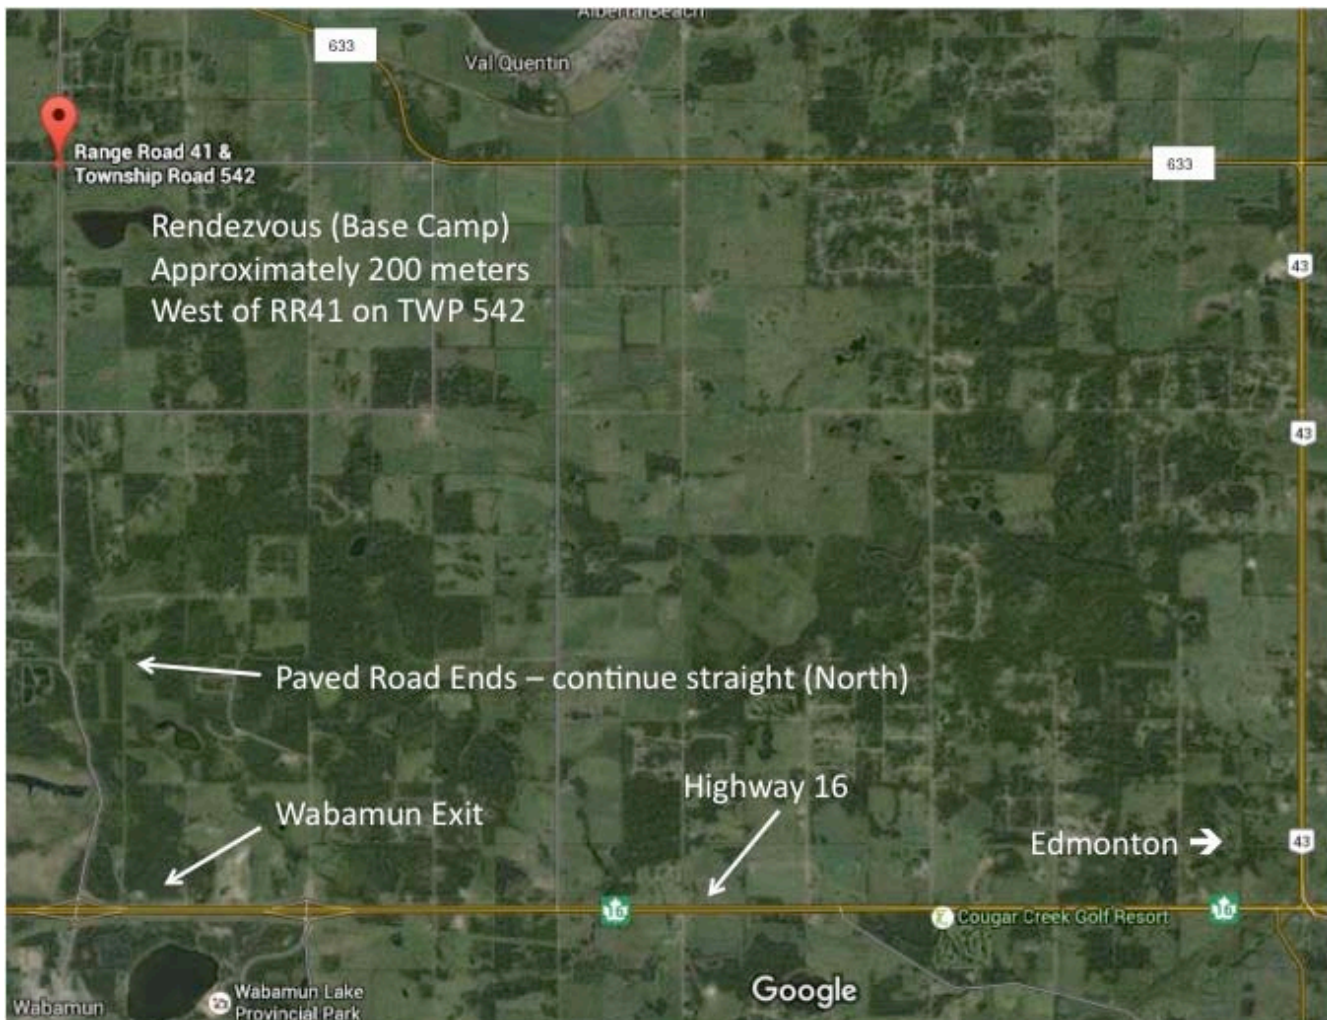 Alberta Beach
633
Val Quentin
Range Road 41 &
Township Road 542
633
Rendezvous (Base Camp)
Approximately 200 meters
West of RR41 on TWP 542
43
43
Paved Road Ends – continue straight (North)
Highway 16
Wabamun Exit
Edmonton →
43
16
16
Cougar Creek Golf Resort
Wabamun Lake
Provincial Park
Google
Wabamun